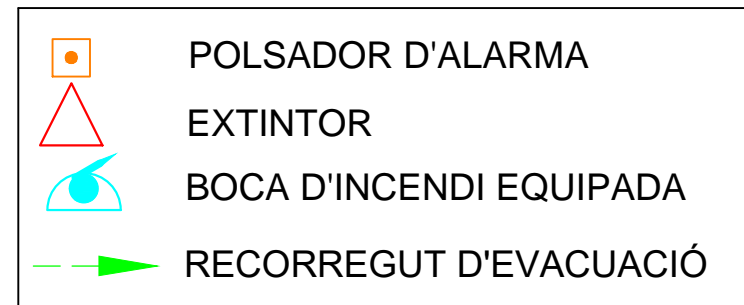 POLSADOR D'ALARMA
EXTINTOR
BOCA D'INCENDI EQUIPADA
RECORREGUT D'EVACUACIÓ